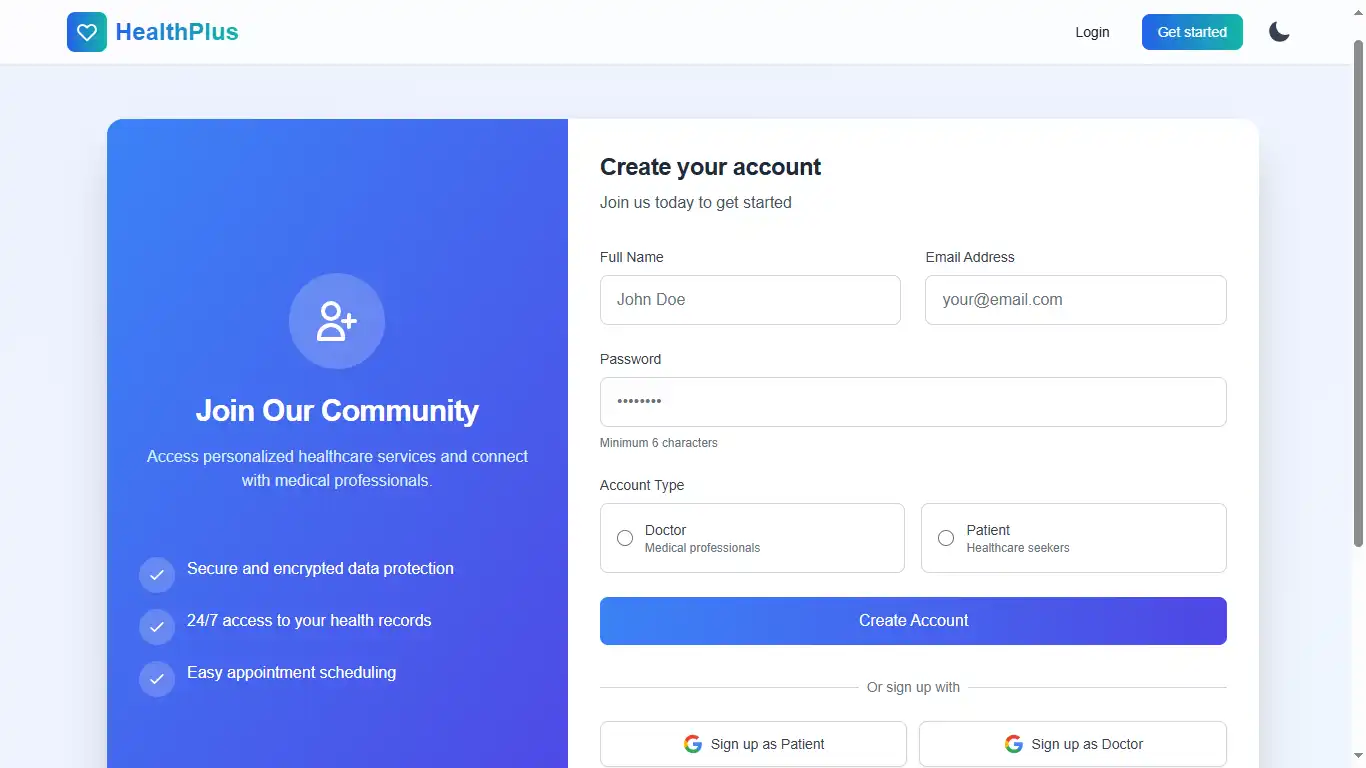 HealthPlus
Login
Get started
Join Our Community
Access personalized healthcare services and connect
with medical professionals.
Secure and encrypted data protection
24/7 access to your health records
Easy appointment scheduling
Create your account
Join us today to get started
Full Name
Email Address
John Doe
your@email.com
Password
••••••••
Minimum 6 characters
Account Type
Doctor
Medical professionals
Patient
Healthcare seekers
Create Account
Or sign up with
Sign up as Patient
Sign up as Doctor